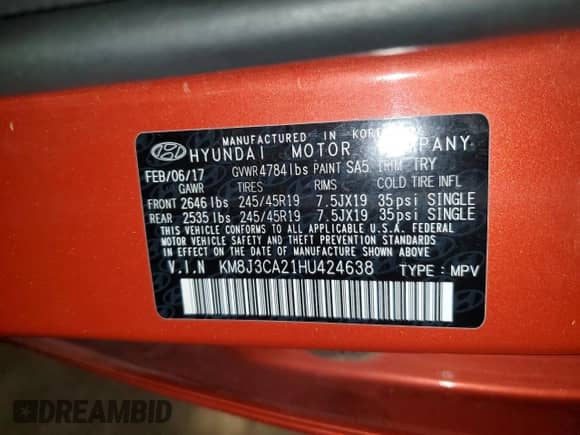 MANUFACTURED IN KOREA BY
HYUNDAI MOTOR COMPANY
FEB/06/17 GVWR4784lbs PAINT SA5 TRIM TRY
GAWR TIRES RIMS COLD TIRE INFL
FRONT 2646lbs 245/45R19 7.5JX19 35psi SINGLE
REAR 2535lbs 245/45R19 7.5JX19 35psi SINGLE
THIS VEHICLE CONFORMS TO ALL APPLICABLE U.S.A. FEDERAL
MOTOR VEHICLE SAFETY AND THEFT PREVENTION STANDARDS
IN EFFECT ON THE DATE OF MANUFACTURE SHOWN ABOVE.
V.I.N KM8J3CA21HU424638 TYPE : MPV
DREAMBID